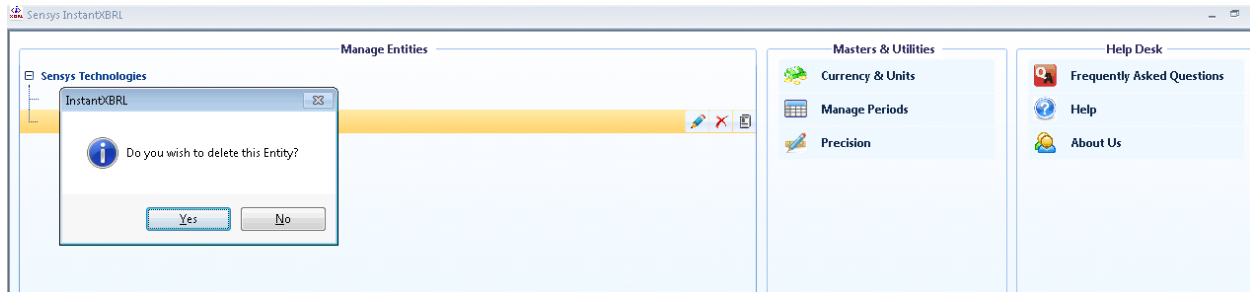 Sensys InstantXBRL
Manage Entities
Sensys Technologies
InstantXBRL
Do you wish to delete this Entity?
Yes
No
Masters & Utilities
Currency & Units
Manage Periods
Precision
Help Desk
Frequently Asked Questions
Help
About Us